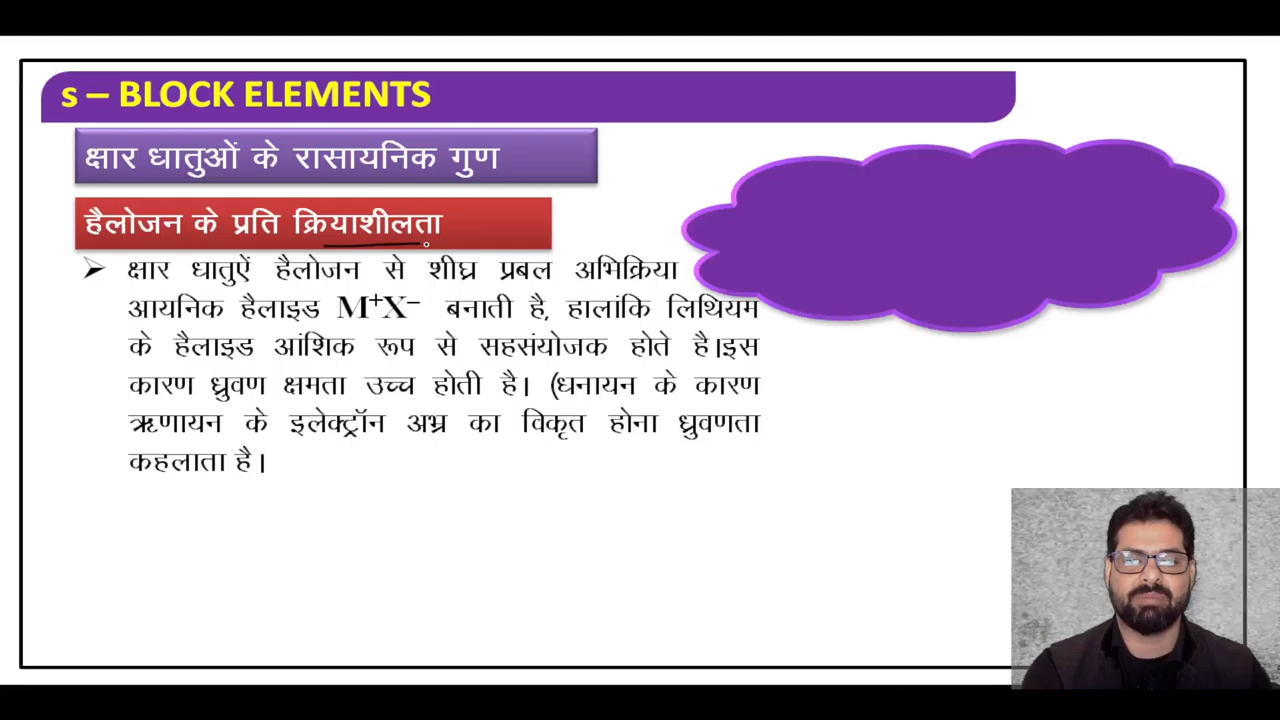 s – BLOCK ELEMENTS
क्षार धातुओं के रासायनिक गुण
हैलोजन के प्रति क्रियाशीलता
➢ क्षार धातुऐं हैलोजन से शीघ्र प्रबल अभिक्रिया
आयनिक हैलाइड M⁺X⁻ बनाती है, हालांकि लिथियम
के हैलाइड आंशिक रूप से सहसंयोजक होते है।इस
कारण ध्रुवण क्षमता उच्च होती है। (धनायन के कारण
ऋणायन के इलेक्ट्रॉन अभ्र का विकृत होना ध्रुवणता
कहलाता है।